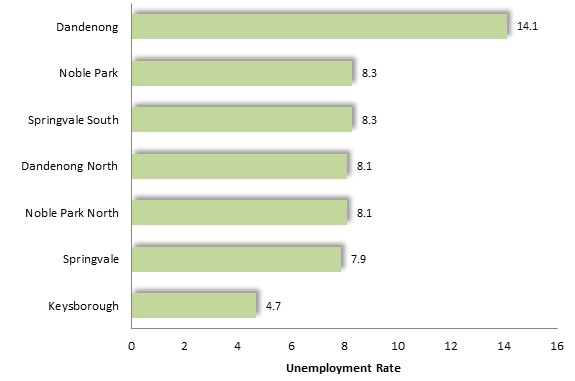 Dandenong 14.1
Noble Park 8.3
Springvale South 8.3
Dandenong North 8.1
Noble Park North 8.1
Springvale 7.9
Keysborough 4.7
0 2 4 6 8 10 12 14 16
Unemployment Rate